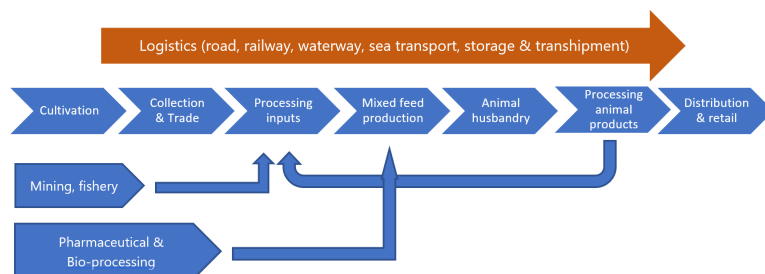 Logistics (road, railway, waterway, sea transport, storage & transhipment)
Cultivation
Collection
& Trade
Processing
inputs
Mixed feed
production
Animal
husbandry
Processing
animal
products
Distribution
& retail
Mining, fishery
Pharmaceutical &
Bio-processing